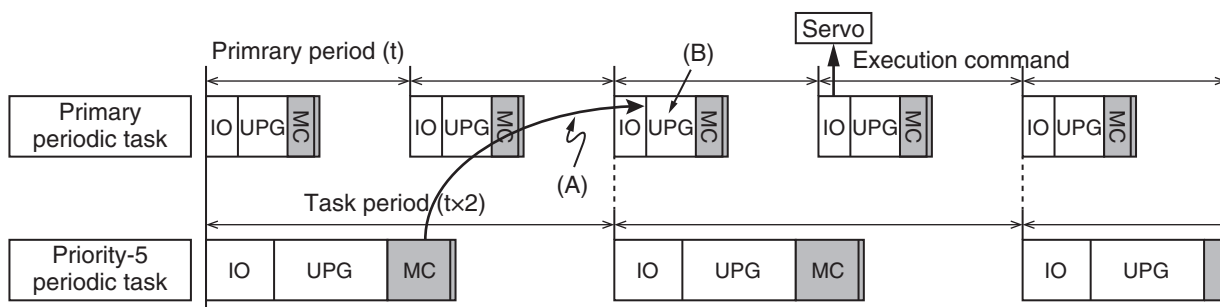 Servo
Primrary period (t)
(B)
Execution command
Primary
periodic task
IO UPG MC
IO UPG MC
IO UPG MC
IO UPG MC
IO UPG MC
(A)
Task period (t×2)
Priority-5
periodic task
IO UPG MC
IO UPG MC
IO UPG